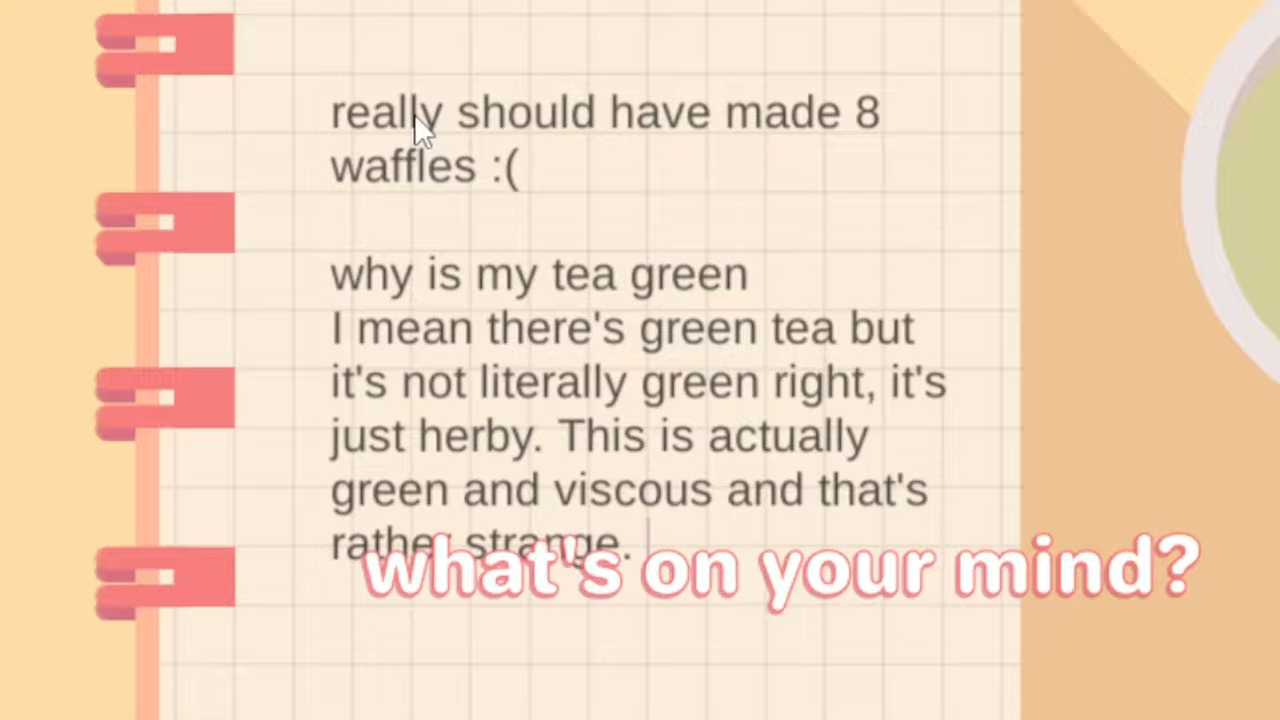 really should have made 8
waffles :(
why is my tea green
I mean there's green tea but
it's not literally green right, it's
just herby. This is actually
green and viscous and that's
rather strange.
what's on your mind?